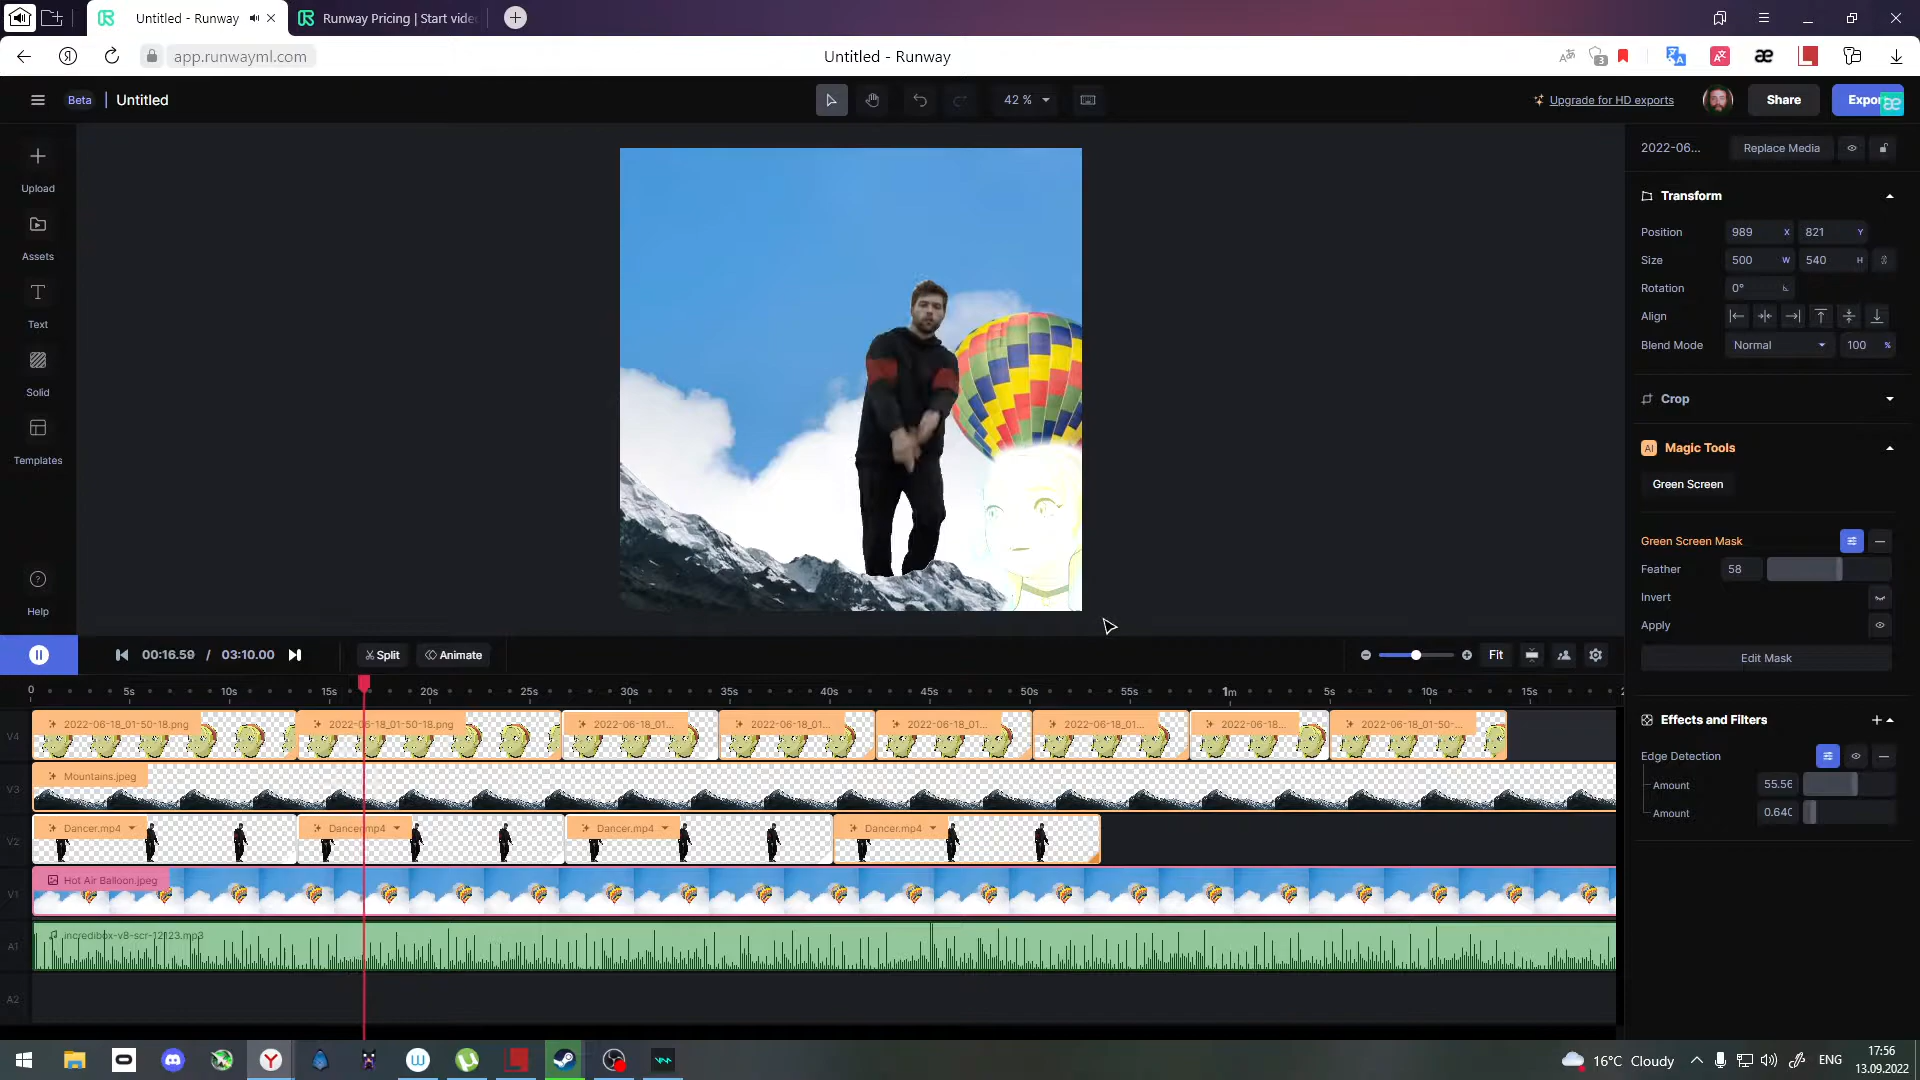 Untitled - Runway
Runway Pricing | Start vide
app.runwayml.com
Untitled - Runway
3
æ
Beta
Untitled
42 %
Upgrade for HD exports
Share
Expo
æ
Upload
Assets
Text
Solid
Templates
Help
2022-06...
Replace Media
Transform
Position 989 X 821 Y
Size 500 W 540 H
Rotation 0°
Align
Blend Mode Normal 100 %
Crop
AI Magic Tools
Green Screen
Green Screen Mask
Feather 58
Invert
Apply
Edit Mask
Effects and Filters
Edge Detection
Amount 55.56
Amount 0.640
00:16.59 / 03:10.00
Split
Animate
Fit
0 5s 10s 15s 20s 25s 30s 35s 40s 45s 50s 55s 1m 5s 10s 15s 2
V4 2022-06-18_01-50-18.png 2022-06-18_01-50-18.png 2022-06-18_01... 2022-06-18_01... 2022-06-18_01... 2022-06-18_01... 2022-06-18... 2022-06-18_01-50-...
V3 Mountains.jpeg
V2 Dancer.mp4 Dancer.mp4 Dancer.mp4 Dancer.mp4
V1 Hot Air Balloon.jpeg
A1 incredibox-v8-scr-12123.mp3
A2
16°C Cloudy
ENG
17:56
13.09.2022